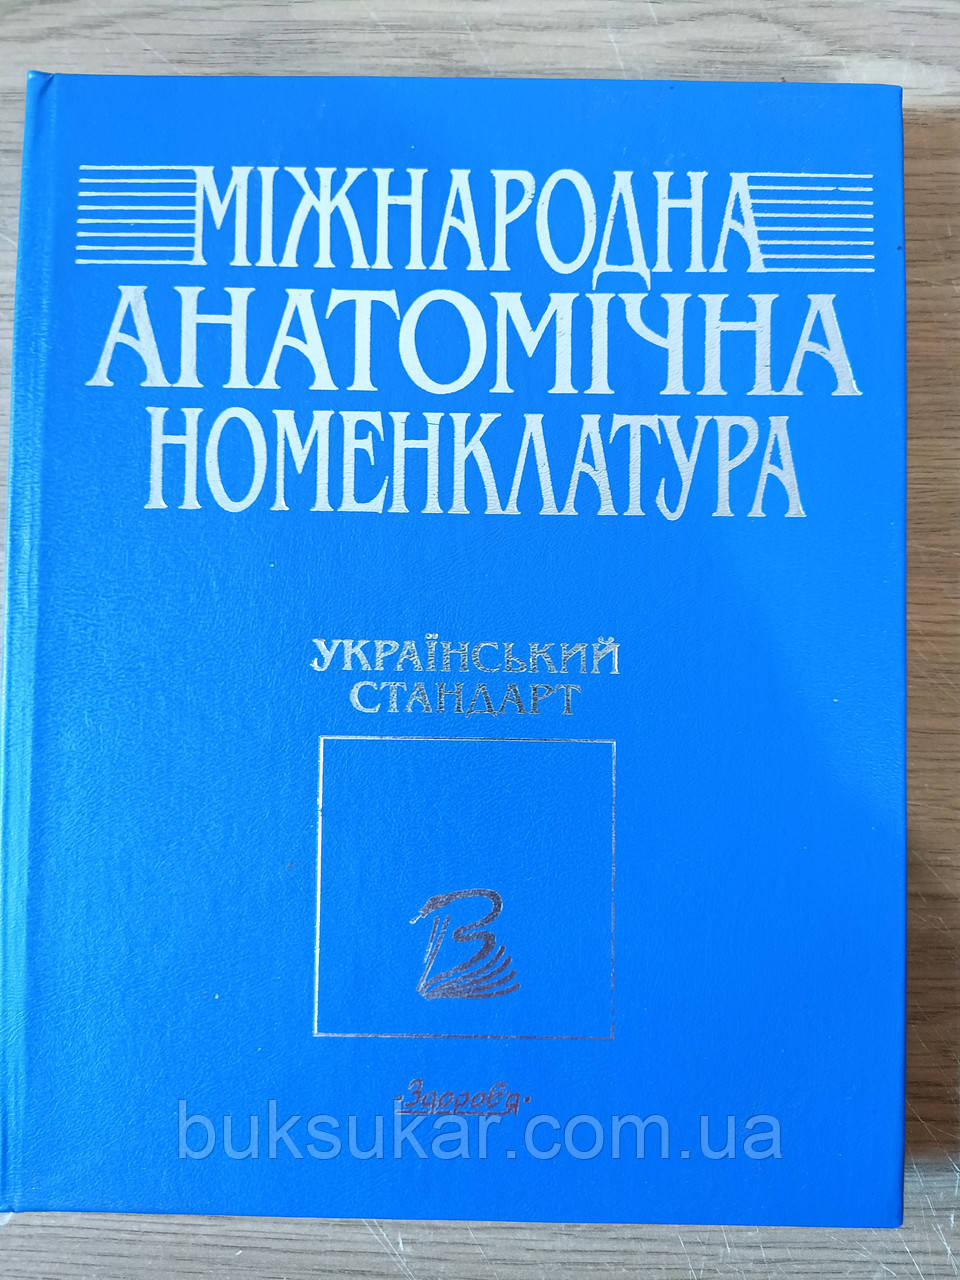 МІЖНАРОДНА
АНАТОМІЧНА
НОМЕНКЛАТУРА
УКРАЇНСЬКИЙ
СТАНДАРТ
·Здоров'я·
buksukar.com.ua